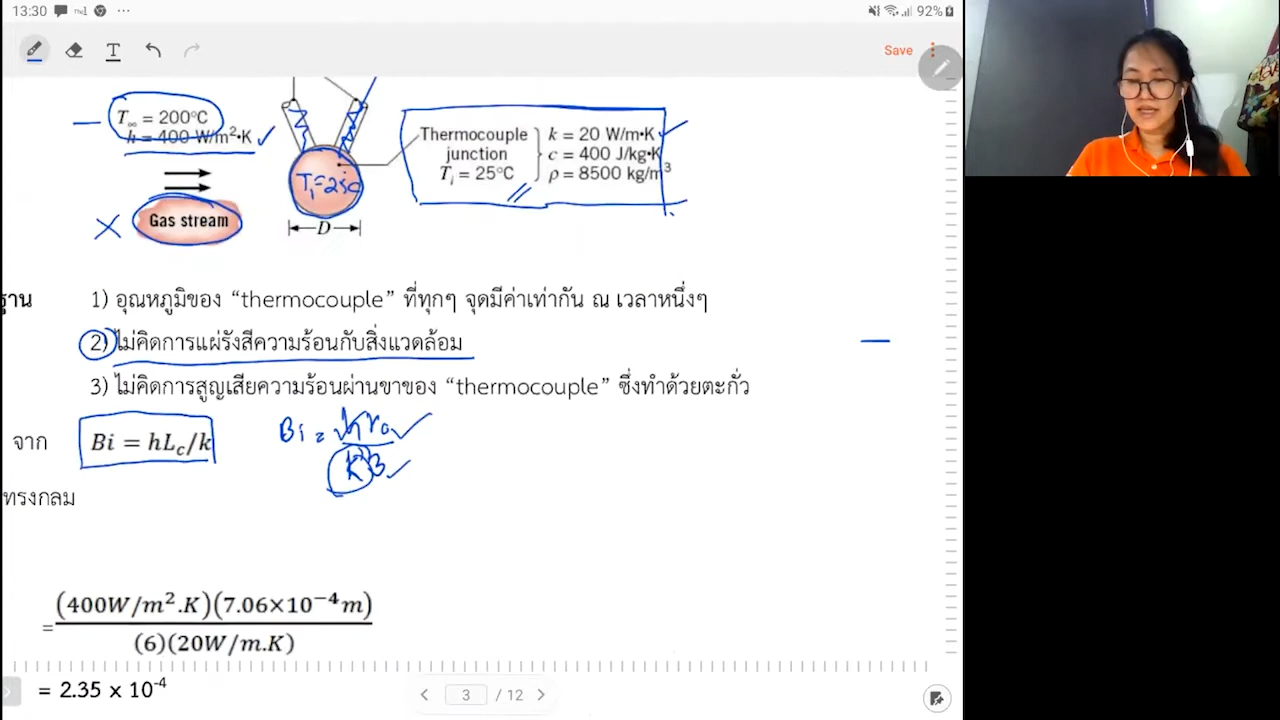 13:30 ... 92%
T Save
T∞ = 200°C
h = 400 W/m²·K
Thermocouple junction
Ti = 25°C
k = 20 W/m·K
c = 400 J/kg·K
ρ = 8500 kg/m³
Ti=25c
Gas stream
D
ฐาน 1) อุณหภูมิของ “thermocouple” ที่ทุกๆ จุดมีค่าเท่ากัน ณ เวลาหนึ่งๆ
2) ไม่คิดการแผ่รังสีความร้อนกับสิ่งแวดล้อม
3) ไม่คิดการสูญเสียความร้อนผ่านขาของ “thermocouple” ซึ่งทำด้วยตะกั่ว
จาก Bi = hLc/k Bi = hro/k3
ทรงกลม
= (400W/m².K)(7.06×10⁻⁴m)
(6)(20W/m.K)
= 2.35 x 10⁻⁴
3 / 12